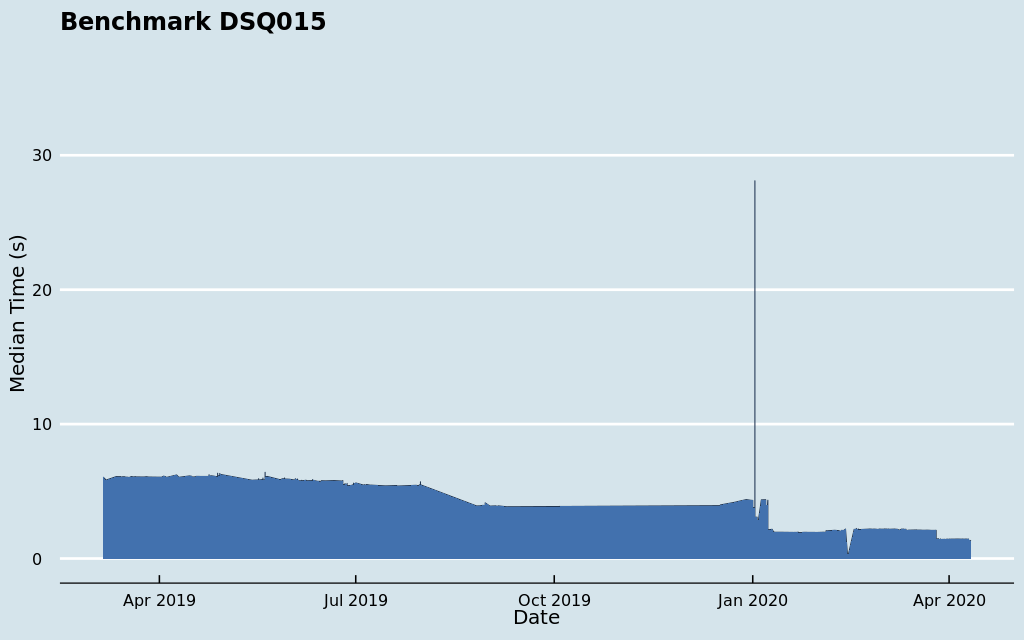 Benchmark DSQ015
Median Time (s)
30
20
10
0
Apr 2019
Jul 2019
Oct 2019
Jan 2020
Apr 2020
Date